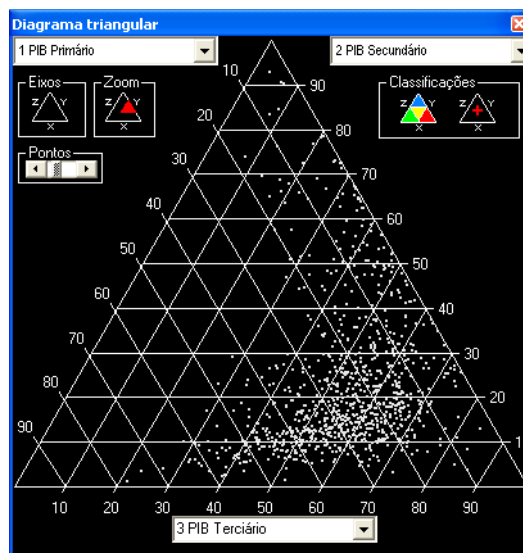 Diagrama triangular
1 PIB Primário
2 PIB Secundário
Eixos
Z Y
X
Zoom
Z Y
X
Classificações
Z Y
X
Z Y
X
Pontos
10
20
30
40
50
60
70
80
90
90
80
70
60
50
40
30
20
1
10
20
30
40
50
60
70
80
90
3 PIB Terciário